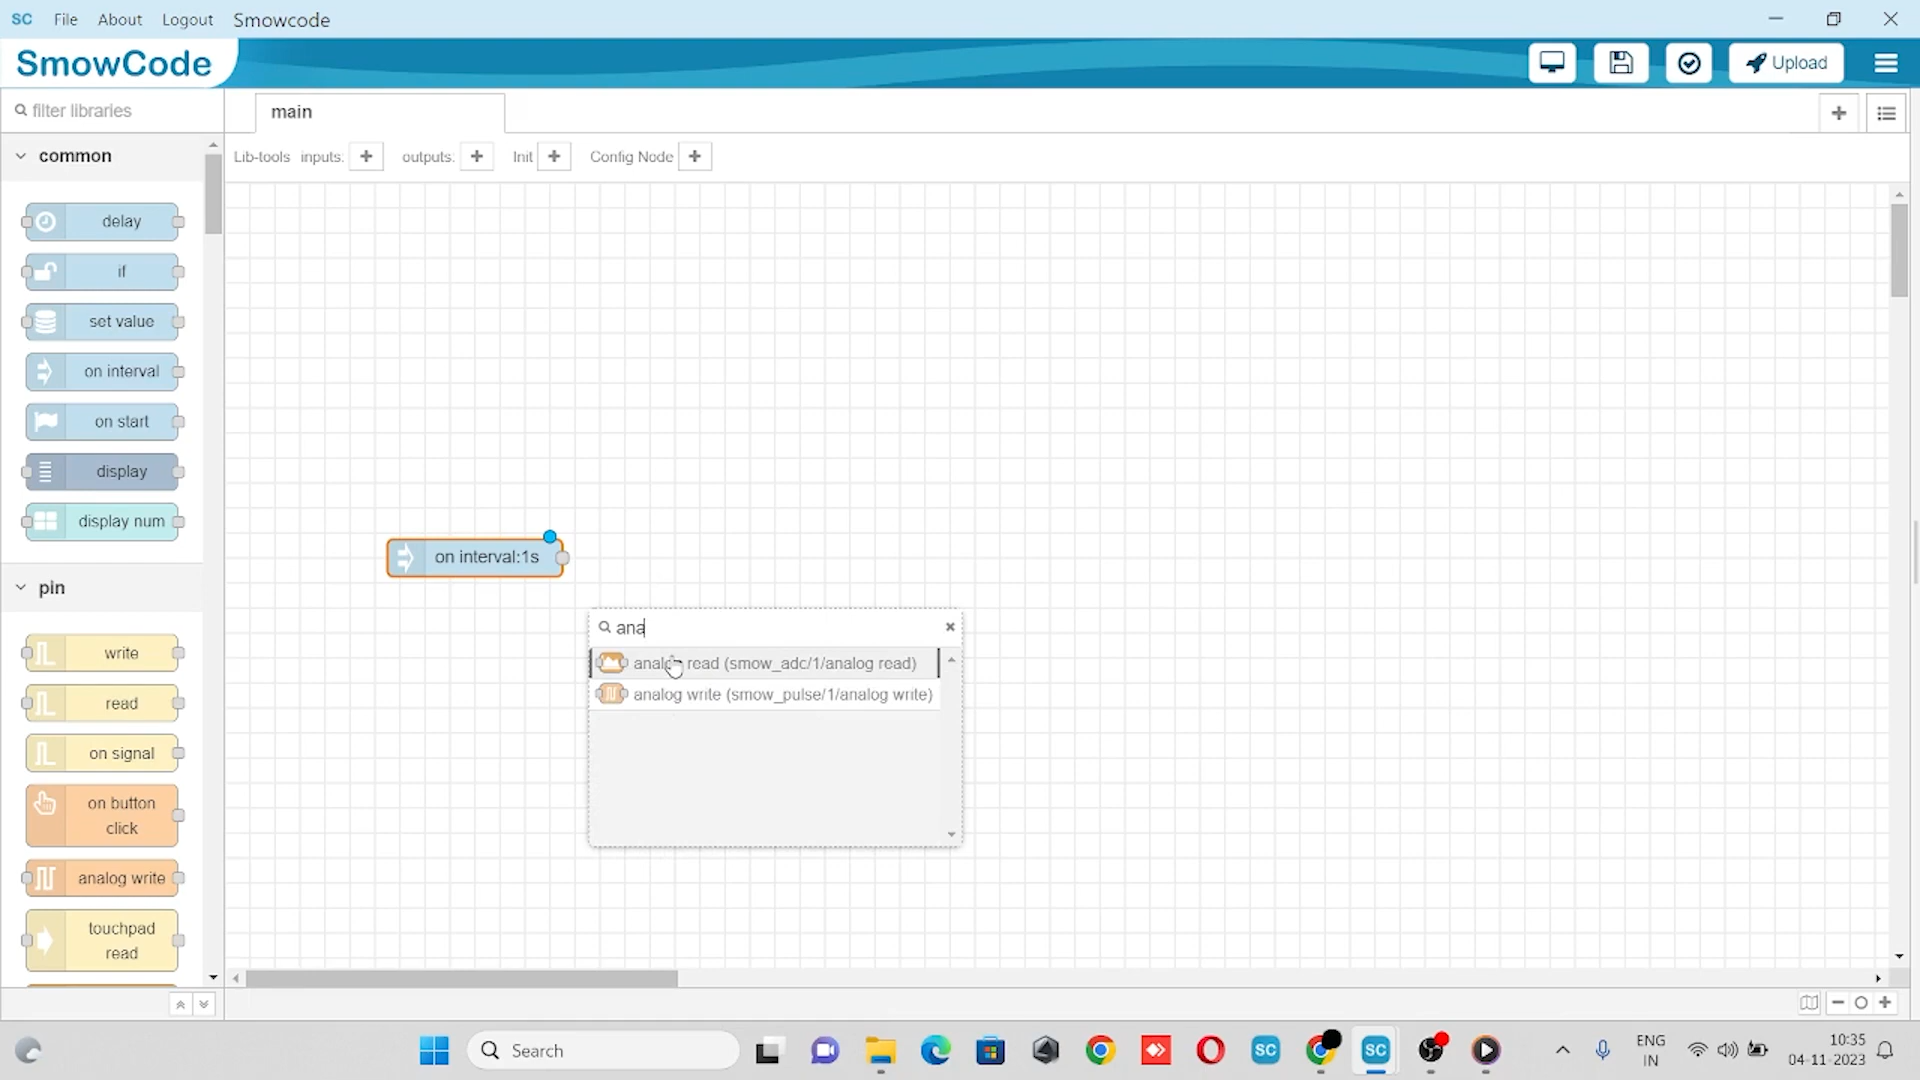 SC File About Logout Smowcode
SmowCode
Upload
filter libraries
main
common
Lib-tools inputs: outputs: Init Config Node
delay
if
set value
on interval
on start
display
display num
on interval:1s
pin
ana
analog read (smow_adc/1/analog read)
analog write (smow_pulse/1/analog write)
write
read
on signal
on button
click
analog write
touchpad
read
Search
SC
SC
ENG
IN
10:35
04-11-2023